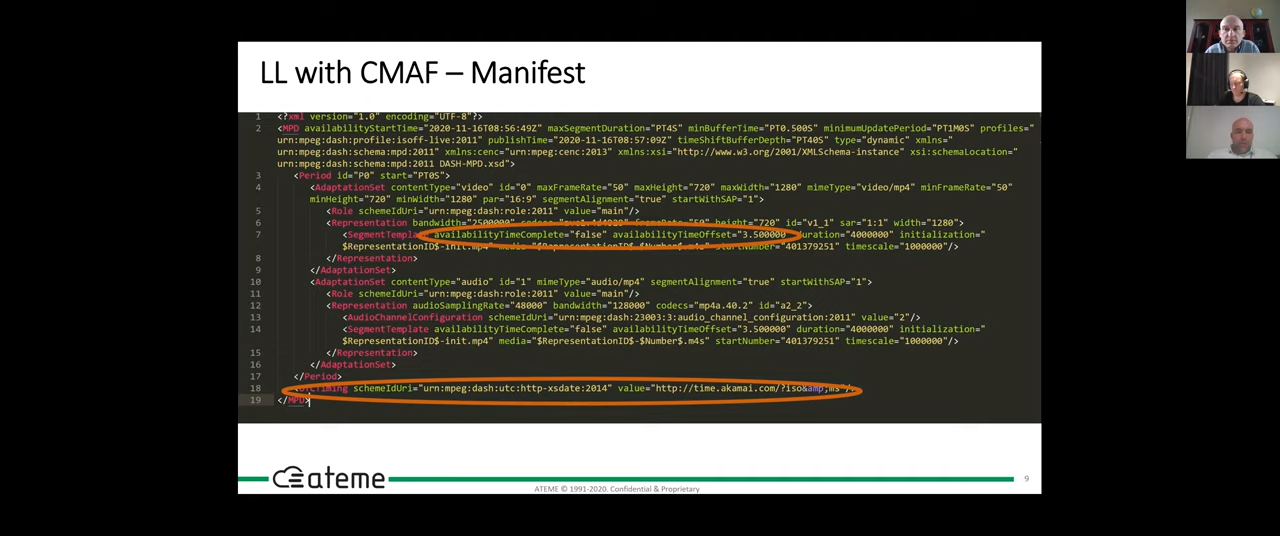 LL with CMAF – Manifest
1 <?xml version="1.0" encoding="UTF-8"?>
2 <MPD availabilityStartTime="2020-11-16T08:56:49Z" maxSegmentDuration="PT4S" minBufferTime="PT0.500S" minimumUpdatePeriod="PT1M0S" profiles="
urn:mpeg:dash:profile:isoff-live:2011" publishTime="2020-11-16T08:57:09Z" timeShiftBufferDepth="PT40S" type="dynamic" xmlns="
urn:mpeg:dash:schema:mpd:2011" xmlns:cenc="urn:mpeg:cenc:2013" xmlns:xsi="http://www.w3.org/2001/XMLSchema-instance" xsi:schemaLocation="
urn:mpeg:dash:schema:mpd:2011 DASH-MPD.xsd">
3 <Period id="P0" start="PT0S">
4 <AdaptationSet contentType="video" id="0" maxFrameRate="50" maxHeight="720" maxWidth="1280" mimeType="video/mp4" minFrameRate="50"
minHeight="720" minWidth="1280" par="16:9" segmentAlignment="true" startWithSAP="1">
5 <Role schemeIdUri="urn:mpeg:dash:role:2011" value="main"/>
6 <Representation bandwidth="2500000" frameRate="50" height="720" id="v1_1" sar="1:1" width="1280">
7 <SegmentTemplate availabilityTimeComplete="false" availabilityTimeOffset="3.500000" duration="4000000" initialization="
$RepresentationID$-init.mp4" media="$RepresentationID$-$Number$.m4s" startNumber="401379251" timescale="1000000"/>
8 </Representation>
9 </AdaptationSet>
10 <AdaptationSet contentType="audio" id="1" mimeType="audio/mp4" segmentAlignment="true" startWithSAP="1">
11 <Role schemeIdUri="urn:mpeg:dash:role:2011" value="main"/>
12 <Representation audioSamplingRate="48000" bandwidth="128000" codecs="mp4a.40.2" id="a2_2">
13 <AudioChannelConfiguration schemeIdUri="urn:mpeg:dash:23003:3:audio_channel_configuration:2011" value="2"/>
14 <SegmentTemplate availabilityTimeComplete="false" availabilityTimeOffset="3.500000" duration="4000000" initialization="
$RepresentationID$-init.mp4" media="$RepresentationID$-$Number$.m4s" startNumber="401379251" timescale="1000000"/>
15 </Representation>
16 </AdaptationSet>
17 </Period>
18 <UTCTiming schemeIdUri="urn:mpeg:dash:utc:http-xsdate:2014" value="http://time.akamai.com/?iso&amp;ms"/>
19 </MPD>
ateme
ATEME © 1991-2020. Confidential & Proprietary
9